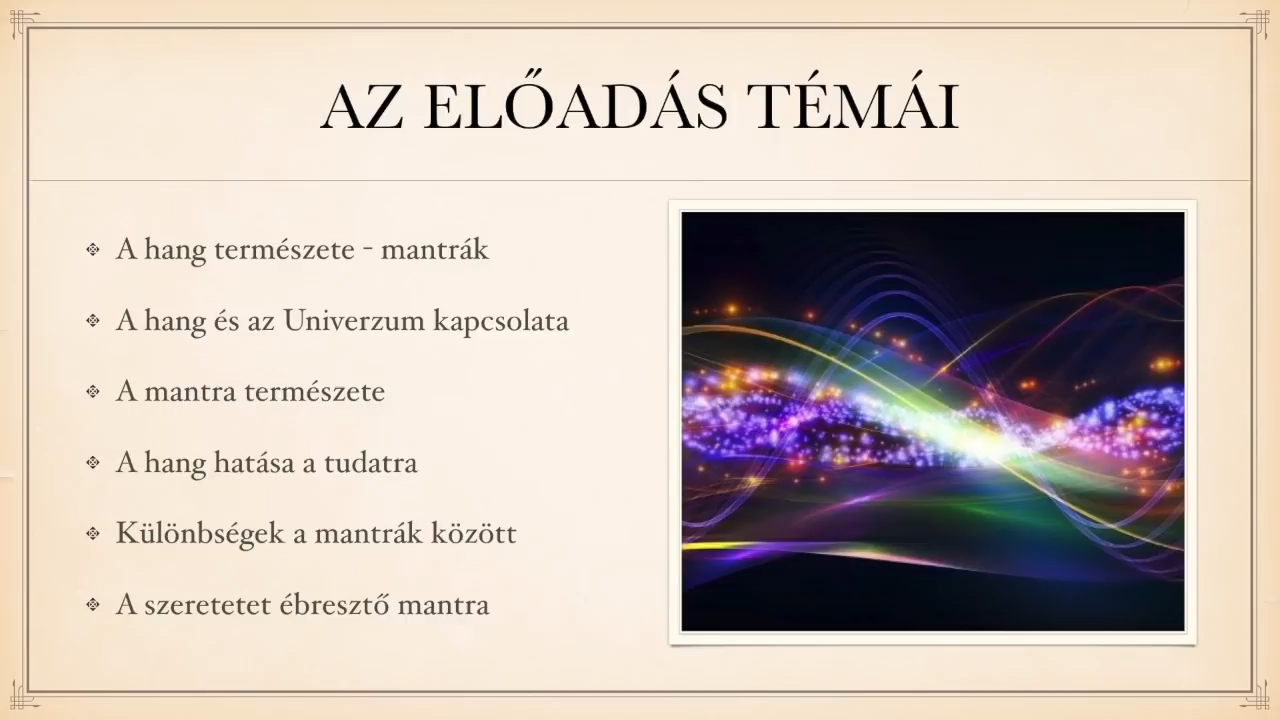 AZ ELŐADÁS TÉMÁI
A hang természete - mantrák
A hang és az Univerzum kapcsolata
A mantra természete
A hang hatása a tudatra
Különbségek a mantrák között
A szeretetet ébresztő mantra